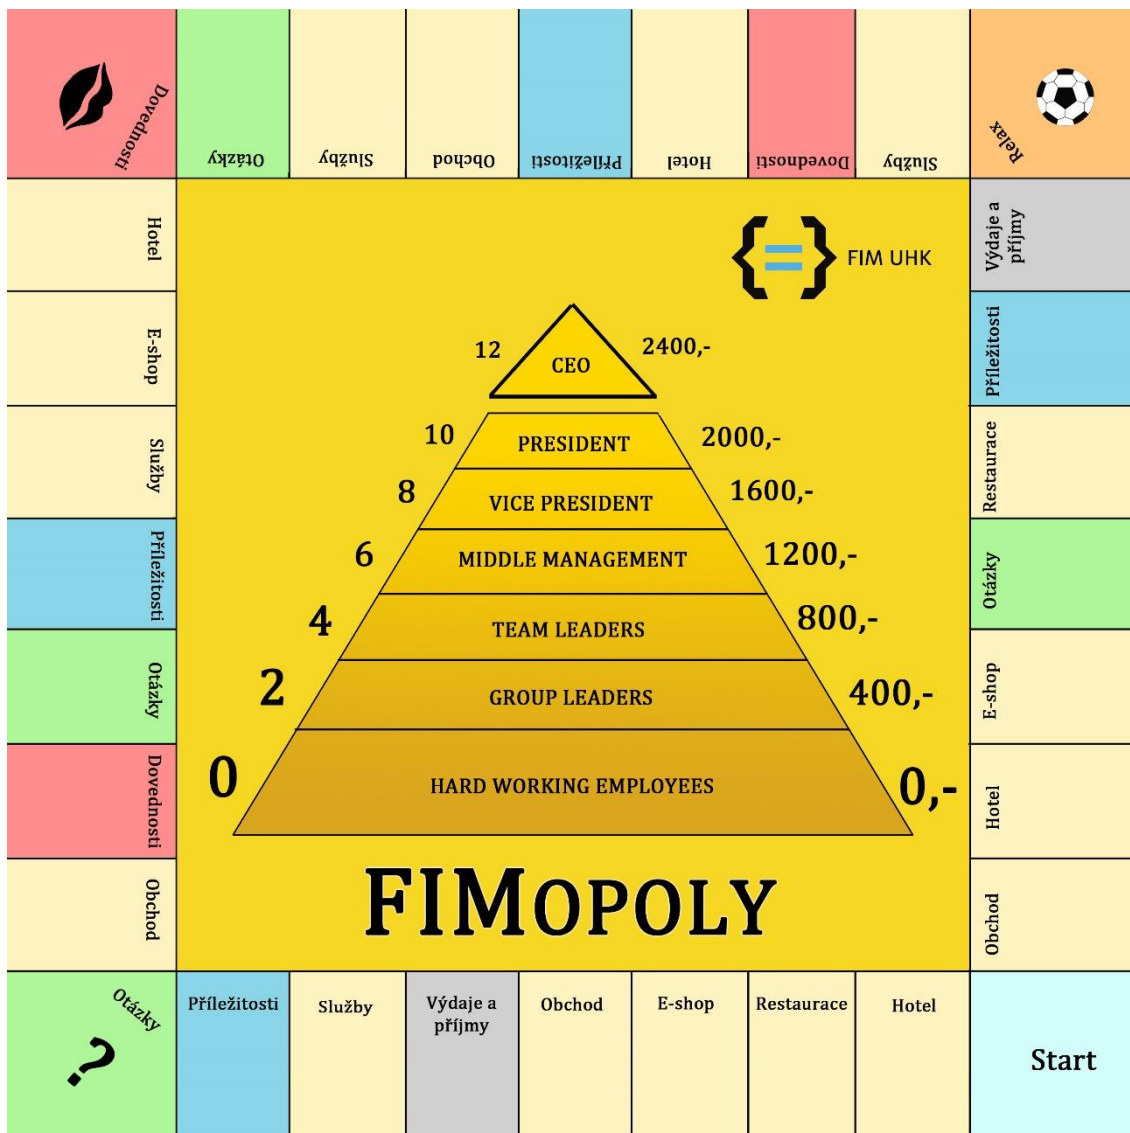 Dovednosti
Otázky
Služby
Obchod
Příležitosti
Hotel
Dovednosti
Služby
Relax
Hotel
E-shop
Služby
Příležitosti
Otázky
Dovednosti
Obchod
Výdaje a
příjmy
Příležitosti
Restaurace
Otázky
E-shop
Hotel
Obchod
{=} FIM UHK
12 CEO 2400,-
10 PRESIDENT 2000,-
8 VICE PRESIDENT 1600,-
6 MIDDLE MANAGEMENT 1200,-
4 TEAM LEADERS 800,-
2 GROUP LEADERS 400,-
0 HARD WORKING EMPLOYEES 0,-
FIMOPOLY
Otázky
?
Příležitosti
Služby
Výdaje a
příjmy
Obchod
E-shop
Restaurace
Hotel
Start